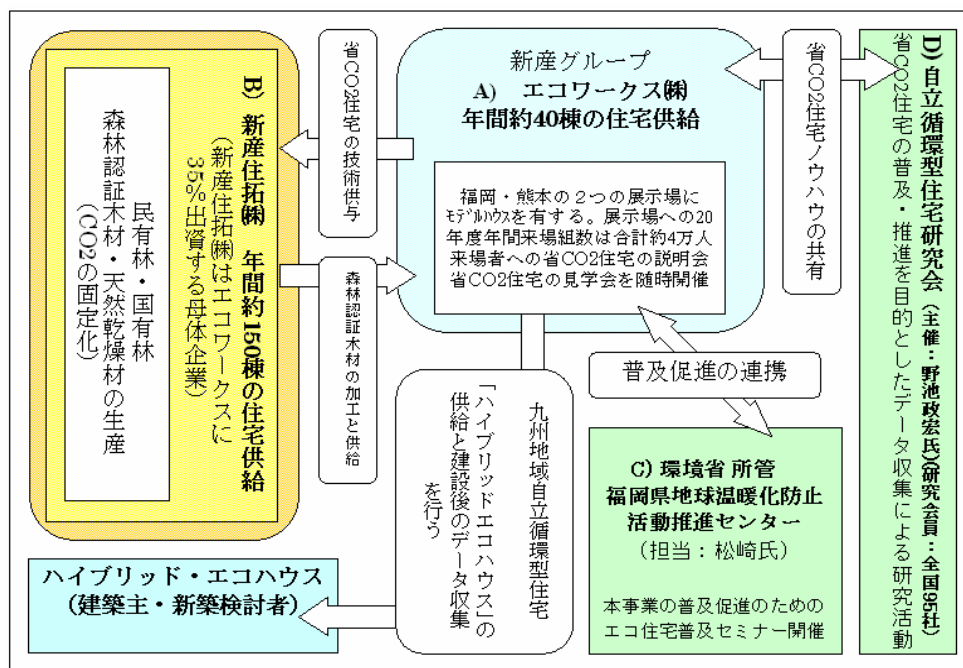 新産グループ
A)　エコワークス㈱
年間約40棟の住宅供給
福岡・熊本の２つの展示場に
ﾓﾃﾞﾙﾊｳｽを有する。展示場への20
年度年間来場組数は合計約4万人
来場者への省CO2住宅の説明会
省CO2住宅の見学会を随時開催
B) 新産住拓㈱　年間約150棟の住宅供給
（新産住拓㈱はエコワークスに
35%出資する母体企業）
民有林・国有林
森林認証木材・天然乾燥材の生産
（CO2の固定化）
省CO2住宅の技術供与
森林認証木材の加工と供給
省CO2住宅ノウハウの共有
D) 自立循環型住宅研究会（主催：野池政宏氏）(研究会員：全国95社)
省CO2住宅の普及・推進を目的としたデータ収集による研究活動
普及促進の連携
九州地域自立循環型住宅
「ハイブリッドエコハウス」の
供給と建設後のデータ収集
を行う
C) 環境省 所管
福岡県地球温暖化防止
活動推進センター
（担当：松崎氏）
本事業の普及促進のための
エコ住宅普及セミナー開催
ハイブリッド・エコハウス
（建築主・新築検討者）